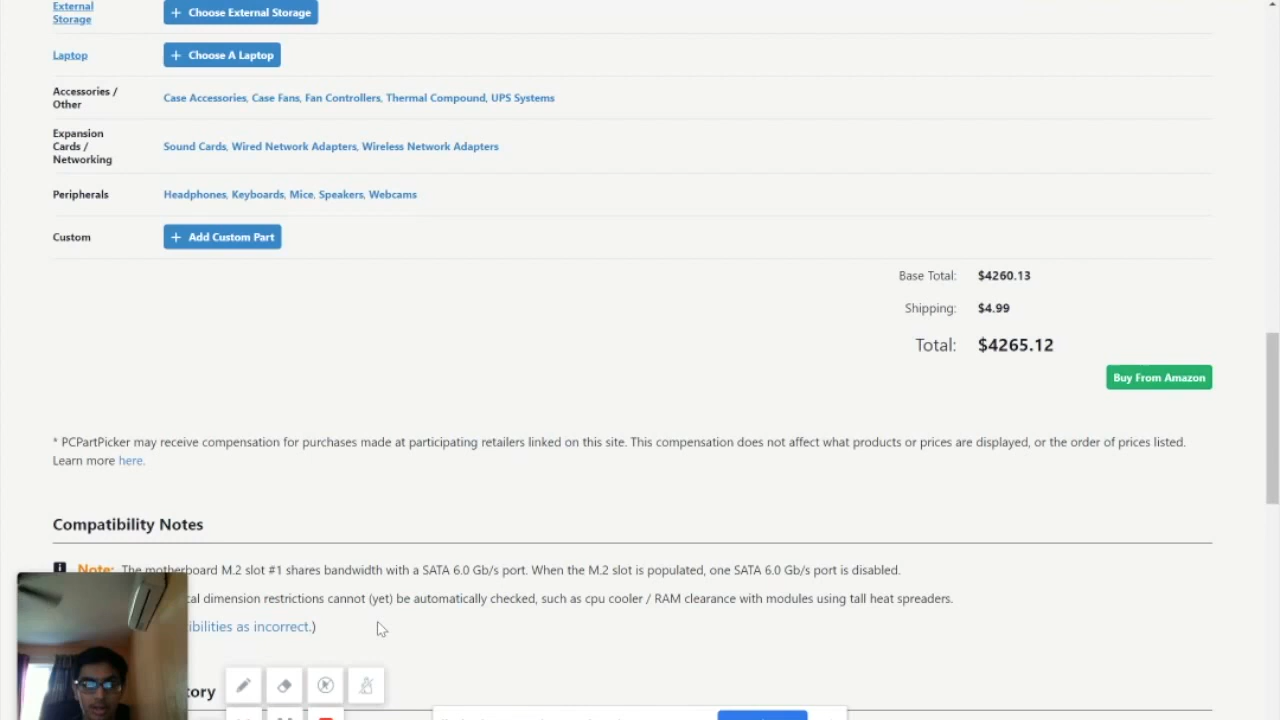 External
Storage
+ Choose External Storage
Laptop
+ Choose A Laptop
Accessories /
Other
Case Accessories, Case Fans, Fan Controllers, Thermal Compound, UPS Systems
Expansion
Cards /
Networking
Sound Cards, Wired Network Adapters, Wireless Network Adapters
Peripherals
Headphones, Keyboards, Mice, Speakers, Webcams
Custom
+ Add Custom Part
Base Total: $4260.13
Shipping: $4.99
Total: $4265.12
Buy From Amazon
* PCPartPicker may receive compensation for purchases made at participating retailers linked on this site. This compensation does not affect what products or prices are displayed, or the order of prices listed.
Learn more here.
Compatibility Notes
Note: The motherboard M.2 slot #1 shares bandwidth with a SATA 6.0 Gb/s port. When the M.2 slot is populated, one SATA 6.0 Gb/s port is disabled.
cal dimension restrictions cannot (yet) be automatically checked, such as cpu cooler / RAM clearance with modules using tall heat spreaders.
ibilities as incorrect.)
tory